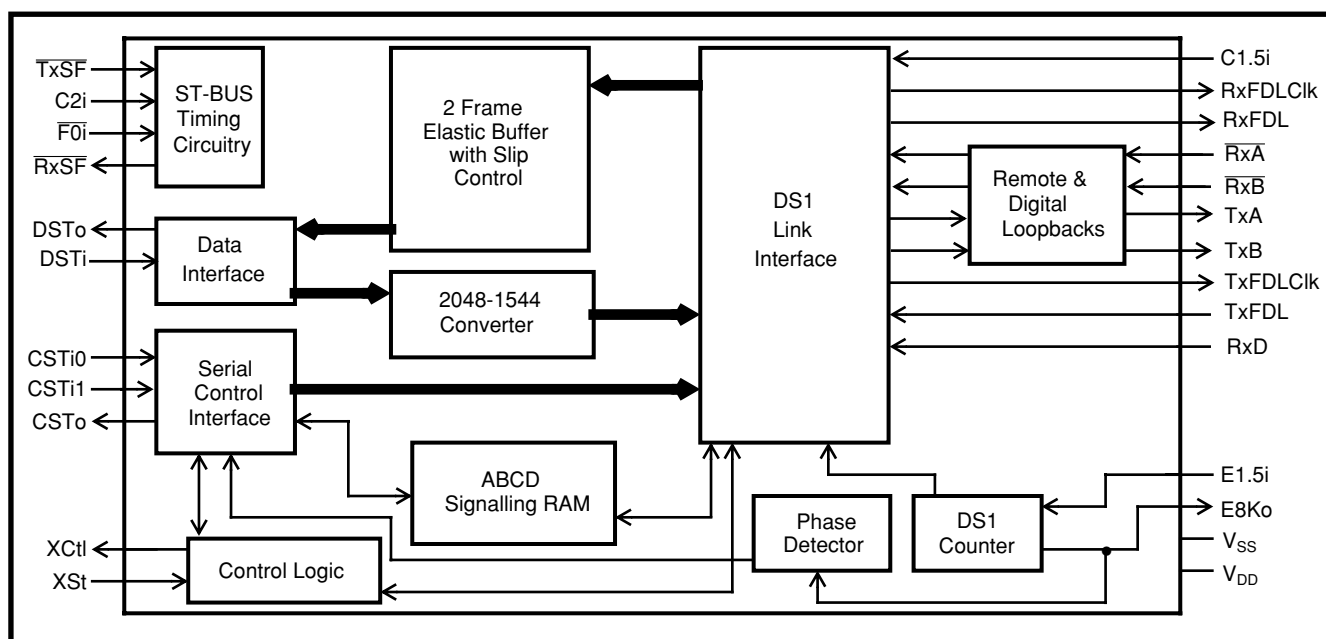 TxSF
C2i
F0i
RxSF
ST-BUS
Timing
Circuitry
2 Frame
Elastic Buffer
with Slip
Control
DS1
Link
Interface
C1.5i
RxFDLClk
RxFDL
RxA
RxB
TxA
TxB
TxFDLClk
TxFDL
RxD
Remote &
Digital
Loopbacks
DSTo
DSTi
Data
Interface
2048-1544
Converter
CSTi0
CSTi1
CSTo
Serial
Control
Interface
ABCD
Signalling RAM
Phase
Detector
DS1
Counter
E1.5i
E8Ko
VSS
VDD
XCtl
XSt
Control Logic